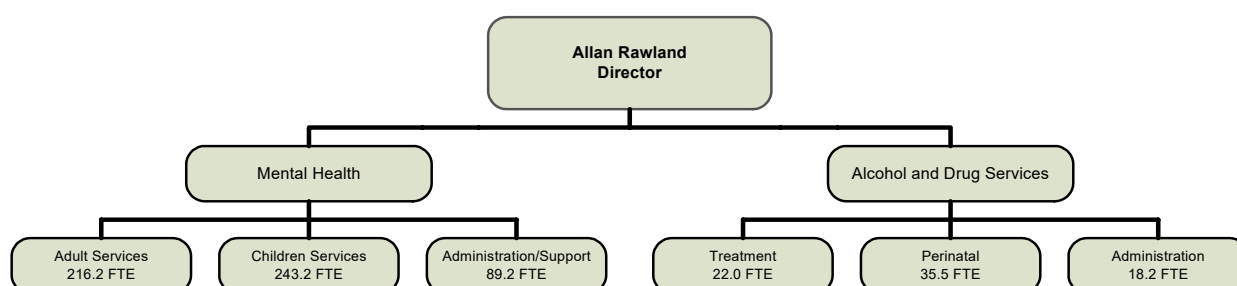 Allan Rawland
Director
Mental Health
Alcohol and Drug Services
Adult Services
216.2 FTE
Children Services
243.2 FTE
Administration/Support
89.2 FTE
Treatment
22.0 FTE
Perinatal
35.5 FTE
Administration
18.2 FTE